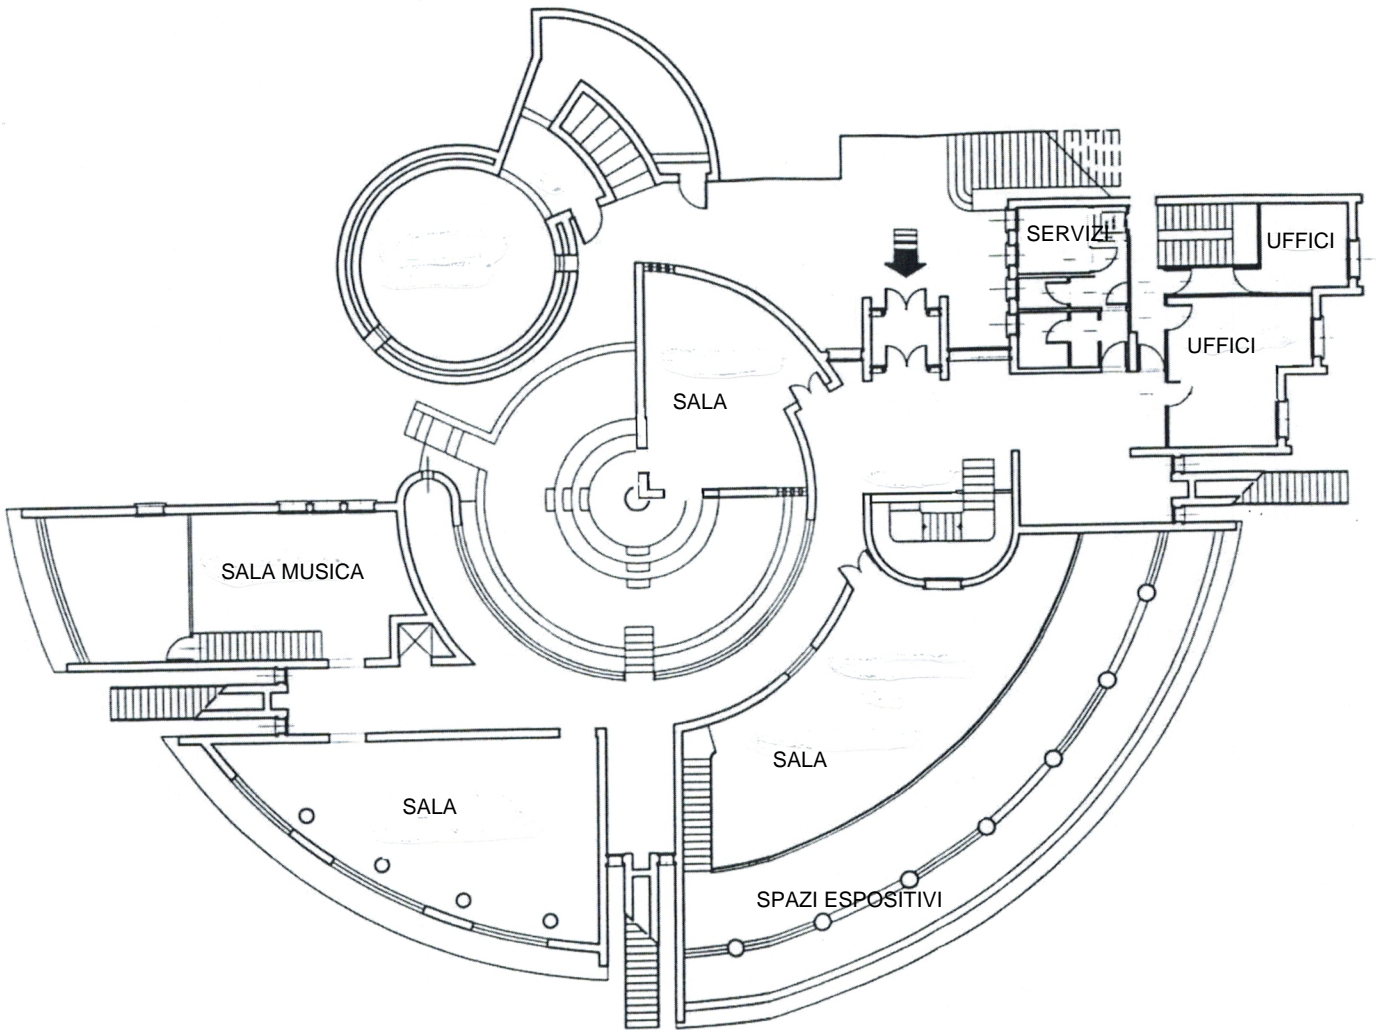 SERVIZI
UFFICI
UFFICI
SALA
SALA MUSICA
SALA
SALA
SPAZI ESPOSITIVI